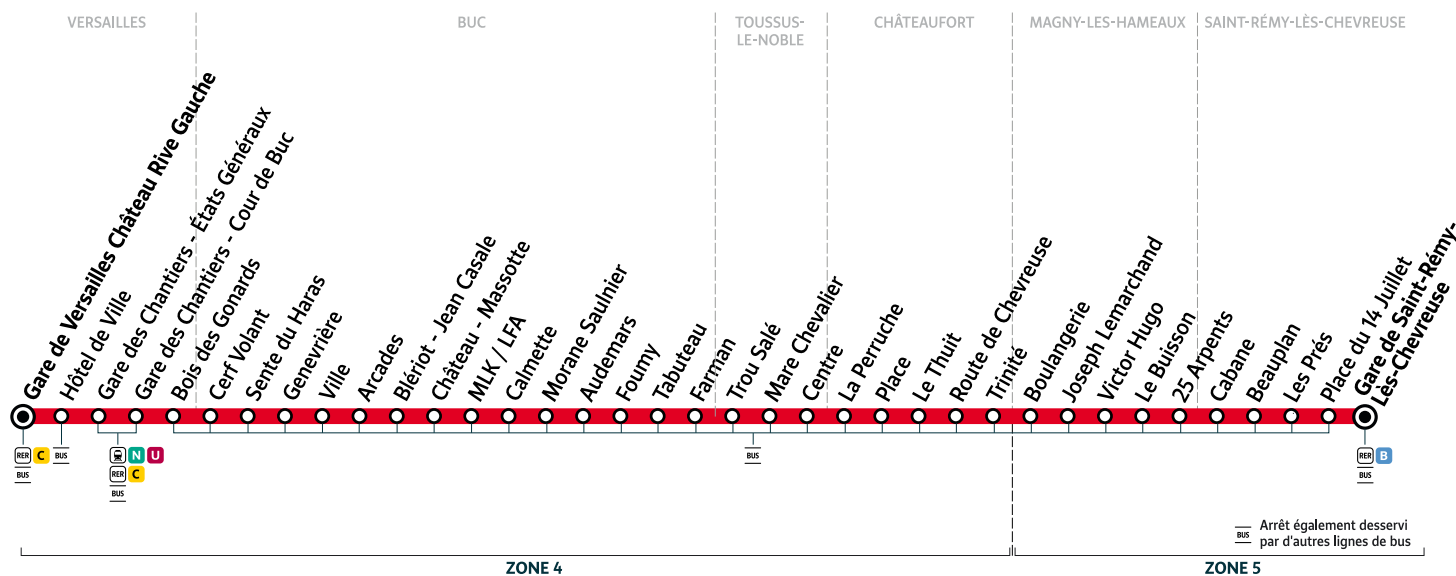 VERSAILLES
BUC
TOUSSUS-
LE-NOBLE
CHÂTEAUFORT
MAGNY-LES-HAMEAUX
SAINT-RÉMY-LÈS-CHEVREUSE
Gare de Versailles Château Rive Gauche
Hôtel de Ville
Gare des Chantiers - États Généraux
Gare des Chantiers - Cour de Buc
Bois des Gonards
Cerf Volant
Sente du Haras
Genevrière
Ville
Arcades
Blériot - Jean Casale
Château - Massotte
MLK / LFA
Calmette
Morane Saulnier
Audemars
Fourny
Tabuteau
Farman
Trou Salé
Mare Chevalier
Centre
La Perruche
Place
Le Thuit
Route de Chevreuse
Trinité
Boulangerie
Joseph Lemarchand
Victor Hugo
Le Buisson
25 Arpents
Cabane
Beauplan
Les Prés
Place du 14 Juillet
Gare de Saint-Rémy-
Lès-Chevreuse
RER C
BUS
BUS
N U
RER C
BUS
BUS
RER B
BUS
BUS
Arrêt également desservi
par d'autres lignes de bus
ZONE 4
ZONE 5